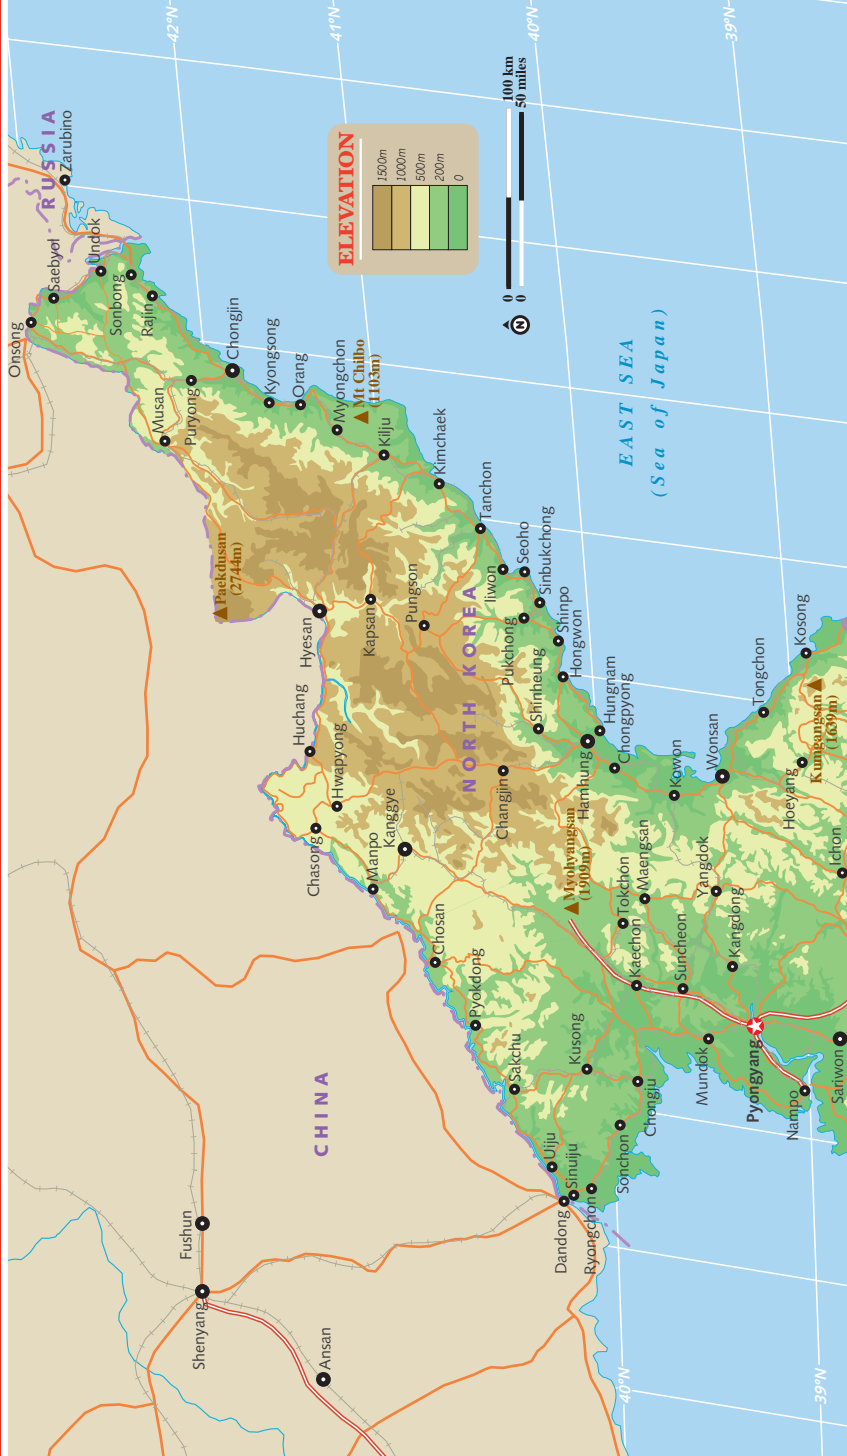 42°N
41°N
40°N
39°N
RUSSIA
Zarubino
Undok
Saebyol
Onsong
Sonbong
Rajin
Chongjin
Kyongsong
Orang
Musan
Puryong
Myongchon
Mt Chilbo
(1103m)
Kilju
Kimchaek
Tanchon
ELEVATION
1500m
1000m
500m
200m
0
0
100 km
0
50 miles
N
EAST SEA
(Sea of Japan)
Paekdusan
(2744m)
Hyesan
Kapsan
Pungson
Iiwon
Seoho
Sinbukchong
Pukchong
Shinpo
Hongwon
Shinheung
NORTH KOREA
Huchang
Hwapyong
Chasong
Kanggye
Manpo
Changjin
Hungnam
Chongpyong
Hamhung
Kowon
Wonsan
Tongchon
Kosong
Kumgangsan
(1639m)
Hoeyang
Ichon
Myohyangsan
(1909m)
Tokchon
Maengsan
Yangdok
Kaechon
Suncheon
Kangdong
Chosan
Pyokdong
Sakchu
Kusong
Chongju
Mundok
Pyongyang
Nampo
Sariwon
Uiju
Sinuiju
Sonchon
Dandong
Ryongchon
CHINA
Fushun
Shenyang
Ansan
40°N
39°N